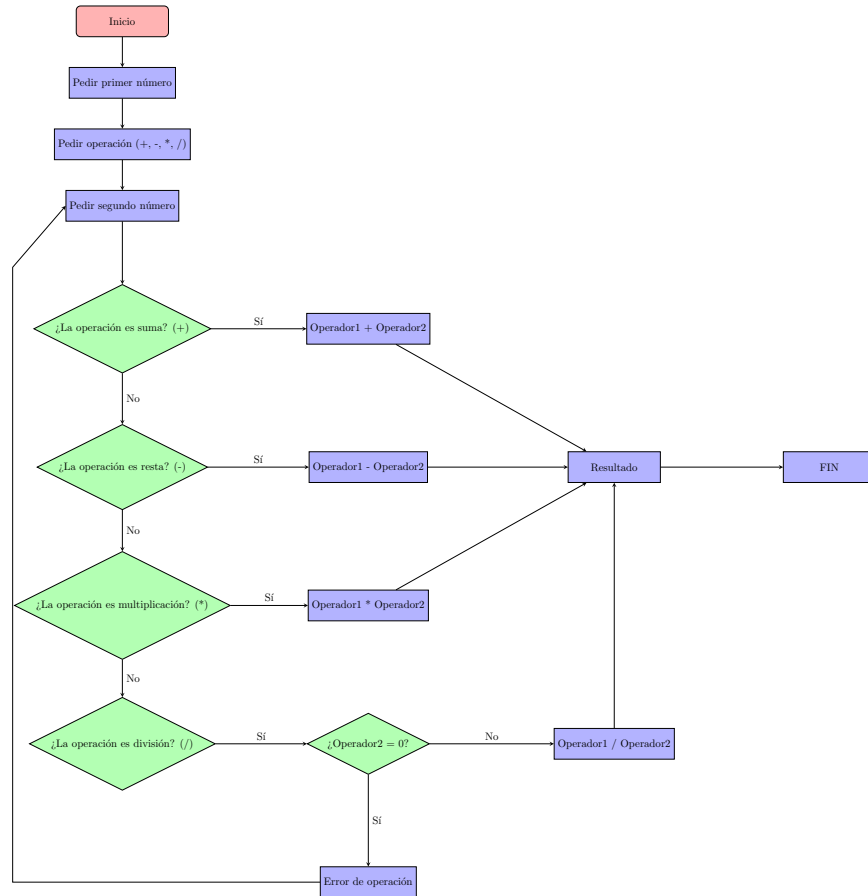 Inicio
Pedir primer número
Pedir operación (+, -, *, /)
Pedir segundo número
¿La operación es suma? (+)
Sí
Operador1 + Operador2
No
¿La operación es resta? (-)
Sí
Operador1 - Operador2
Resultado
FIN
No
¿La operación es multiplicación? (*)
Sí
Operador1 * Operador2
No
¿La operación es división? (/)
Sí
¿Operador2 = 0?
No
Operador1 / Operador2
Sí
Error de operación